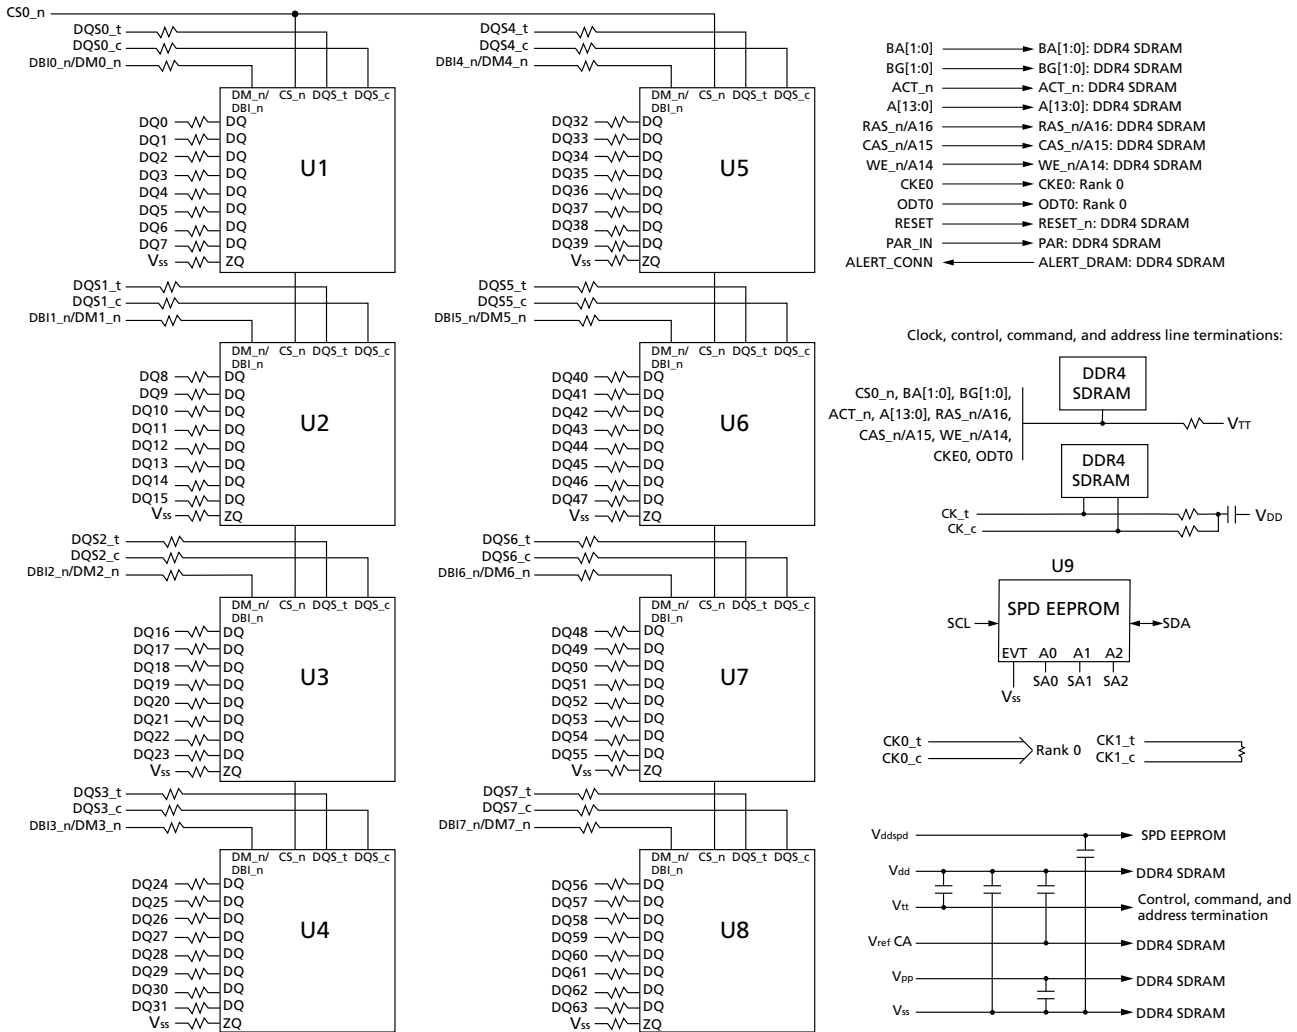 CS0_n
DQS0_t
DQS0_c
DBI0_n/DM0_n
DM_n/ CS_n DQS_t DQS_c
DBI_n
DQ0 DQ
DQ1 DQ
DQ2 DQ
DQ3 DQ
DQ4 DQ
DQ5 DQ
DQ6 DQ
DQ7 DQ
Vss ZQ
U1
DQS1_t
DQS1_c
DBI1_n/DM1_n
DM_n/ CS_n DQS_t DQS_c
DBI_n
DQ8 DQ
DQ9 DQ
DQ10 DQ
DQ11 DQ
DQ12 DQ
DQ13 DQ
DQ14 DQ
DQ15 DQ
Vss ZQ
U2
DQS2_t
DQS2_c
DBI2_n/DM2_n
DM_n/ CS_n DQS_t DQS_c
DBI_n
DQ16 DQ
DQ17 DQ
DQ18 DQ
DQ19 DQ
DQ20 DQ
DQ21 DQ
DQ22 DQ
DQ23 DQ
Vss ZQ
U3
DQS3_t
DQS3_c
DBI3_n/DM3_n
DM_n/ CS_n DQS_t DQS_c
DBI_n
DQ24 DQ
DQ25 DQ
DQ26 DQ
DQ27 DQ
DQ28 DQ
DQ29 DQ
DQ30 DQ
DQ31 DQ
Vss ZQ
U4
DQS4_t
DQS4_c
DBI4_n/DM4_n
DM_n/ CS_n DQS_t DQS_c
DBI_n
DQ32 DQ
DQ33 DQ
DQ34 DQ
DQ35 DQ
DQ36 DQ
DQ37 DQ
DQ38 DQ
DQ39 DQ
Vss ZQ
U5
DQS5_t
DQS5_c
DBI5_n/DM5_n
DM_n/ CS_n DQS_t DQS_c
DBI_n
DQ40 DQ
DQ41 DQ
DQ42 DQ
DQ43 DQ
DQ44 DQ
DQ45 DQ
DQ46 DQ
DQ47 DQ
Vss ZQ
U6
DQS6_t
DQS6_c
DBI6_n/DM6_n
DM_n/ CS_n DQS_t DQS_c
DBI_n
DQ48 DQ
DQ49 DQ
DQ50 DQ
DQ51 DQ
DQ52 DQ
DQ53 DQ
DQ54 DQ
DQ55 DQ
Vss ZQ
U7
DQS7_t
DQS7_c
DBI7_n/DM7_n
DM_n/ CS_n DQS_t DQS_c
DBI_n
DQ56 DQ
DQ57 DQ
DQ58 DQ
DQ59 DQ
DQ60 DQ
DQ61 DQ
DQ62 DQ
DQ63 DQ
Vss ZQ
U8
BA[1:0] BA[1:0]: DDR4 SDRAM
BG[1:0] BG[1:0]: DDR4 SDRAM
ACT_n ACT_n: DDR4 SDRAM
A[13:0] A[13:0]: DDR4 SDRAM
RAS_n/A16 RAS_n/A16: DDR4 SDRAM
CAS_n/A15 CAS_n/A15: DDR4 SDRAM
WE_n/A14 WE_n/A14: DDR4 SDRAM
CKE0 CKE0: Rank 0
ODT0 ODT0: Rank 0
RESET RESET_n: DDR4 SDRAM
PAR_IN PAR: DDR4 SDRAM
ALERT_CONN ALERT_DRAM: DDR4 SDRAM
Clock, control, command, and address line terminations:
DDR4
SDRAM
CS0_n, BA[1:0], BG[1:0],
ACT_n, A[13:0], RAS_n/A16,
CAS_n/A15, WE_n/A14,
CKE0, ODT0
VTT
DDR4
SDRAM
CK_t
CK_c
VDD
U9
SPD EEPROM
SCL SDA
EVT A0 A1 A2
SA0 SA1 SA2
Vss
CK0_t
CK0_c
Rank 0
CK1_t
CK1_c
Vddspd SPD EEPROM
Vdd DDR4 SDRAM
Vtt Control, command, and
address termination
Vref CA DDR4 SDRAM
Vpp DDR4 SDRAM
Vss DDR4 SDRAM